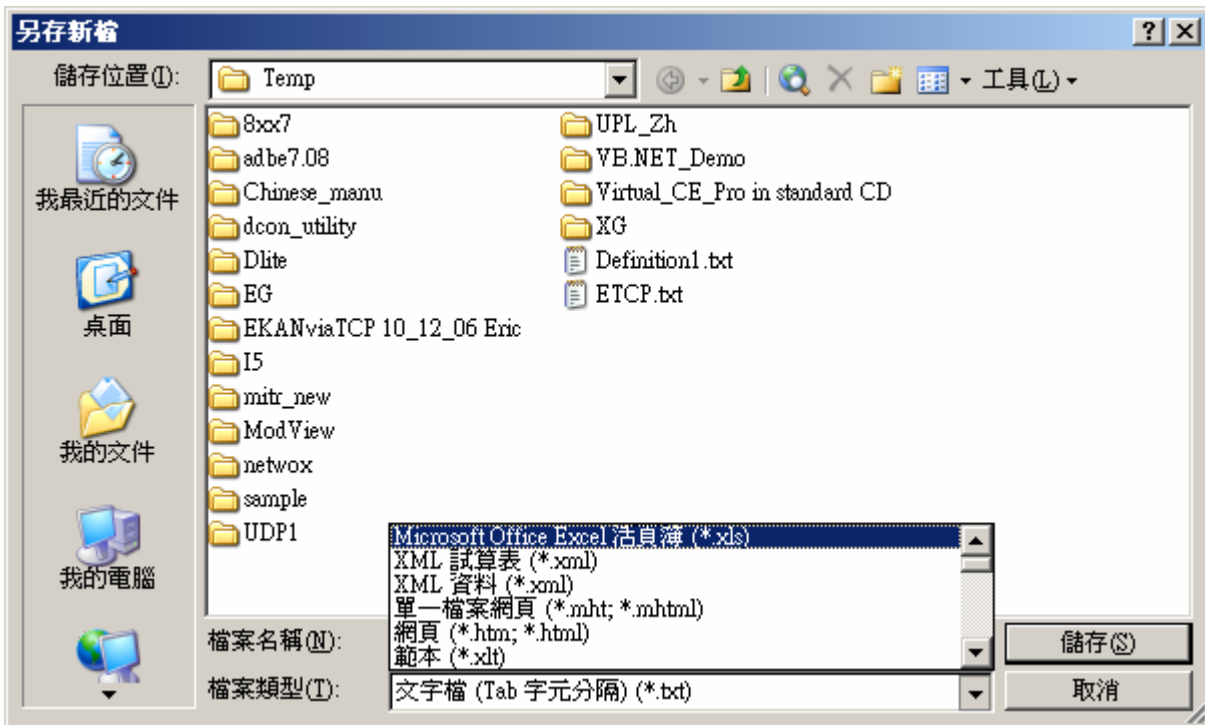 另存新檔
儲存位置(I):
Temp
工具(L)
我最近的文件
桌面
我的文件
我的電腦
8xx7
adbe7.08
Chinese_manu
dcon_utility
Dlite
EG
EKANviaTCP 10_12_06 Eric
I5
mitr_new
ModView
netwox
sample
UDP1
UPL_Zh
VB.NET_Demo
Virtual_CE_Pro in standard CD
XG
Definition1.txt
ETCP.txt
Microsoft Office Excel 活頁簿 (*.xls)
XML 試算表 (*.xml)
XML 資料 (*.xml)
單一檔案網頁 (*.mht; *.mhtml)
網頁 (*.htm; *.html)
範本 (*.xlt)
檔案名稱(N):
儲存(S)
檔案類型(T):
文字檔 (Tab 字元分隔) (*.txt)
取消